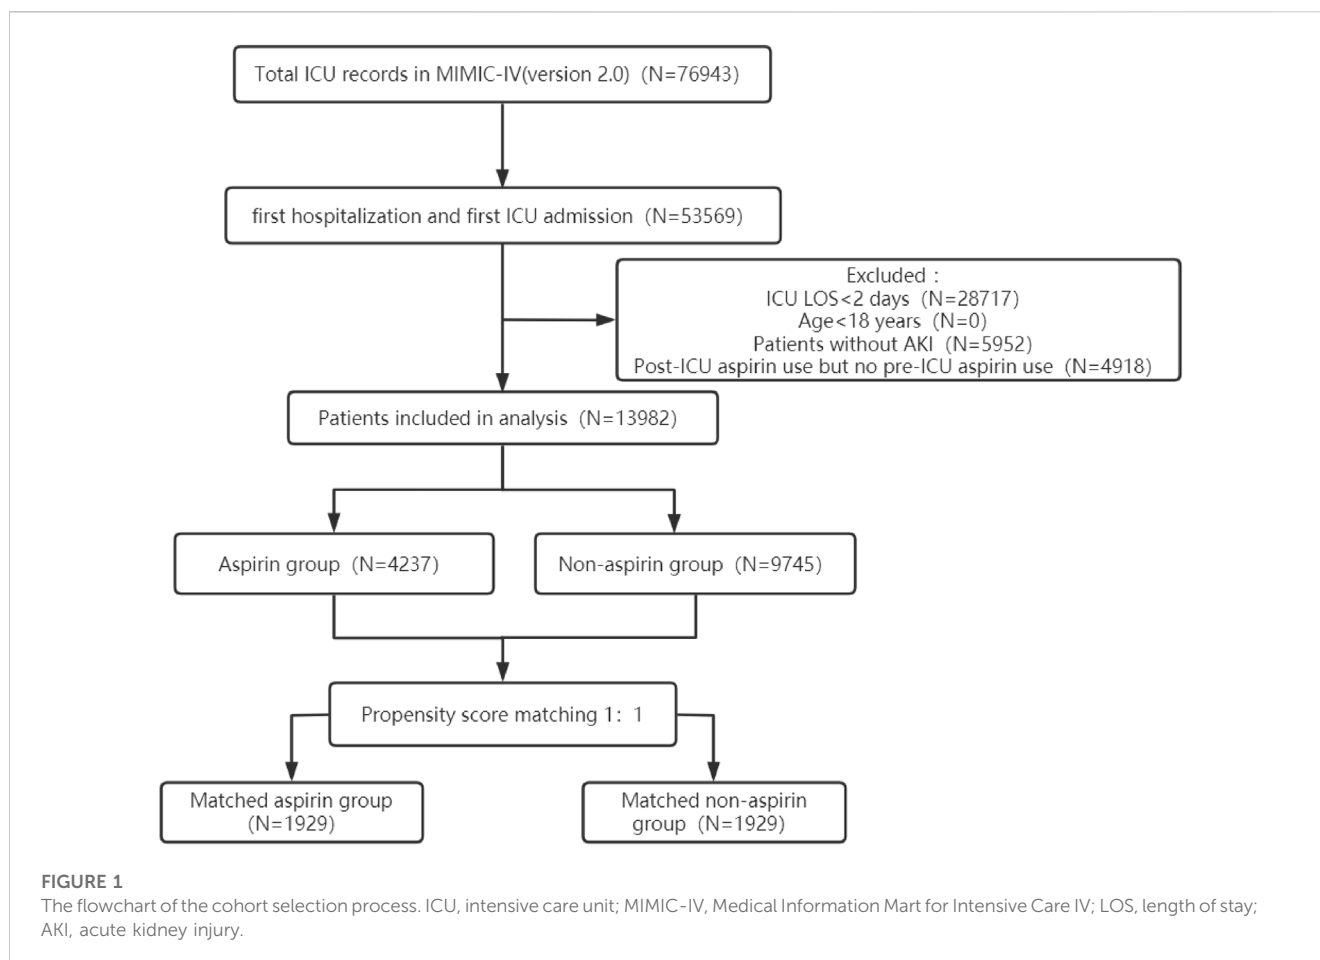 Total ICU records in MIMIC-IV(version 2.0) (N=76943)
first hospitalization and first ICU admission (N=53569)
Excluded :
ICU LOS<2 days (N=28717)
Age<18 years (N=0)
Patients without AKI (N=5952)
Post-ICU aspirin use but no pre-ICU aspirin use (N=4918)
Patients included in analysis (N=13982)
Aspirin group (N=4237)
Non-aspirin group (N=9745)
Propensity score matching 1: 1
Matched aspirin group
(N=1929)
Matched non-aspirin
group (N=1929)
FIGURE 1
The flowchart of the cohort selection process. ICU, intensive care unit; MIMIC-IV, Medical Information Mart for Intensive Care IV; LOS, length of stay;
AKI, acute kidney injury.